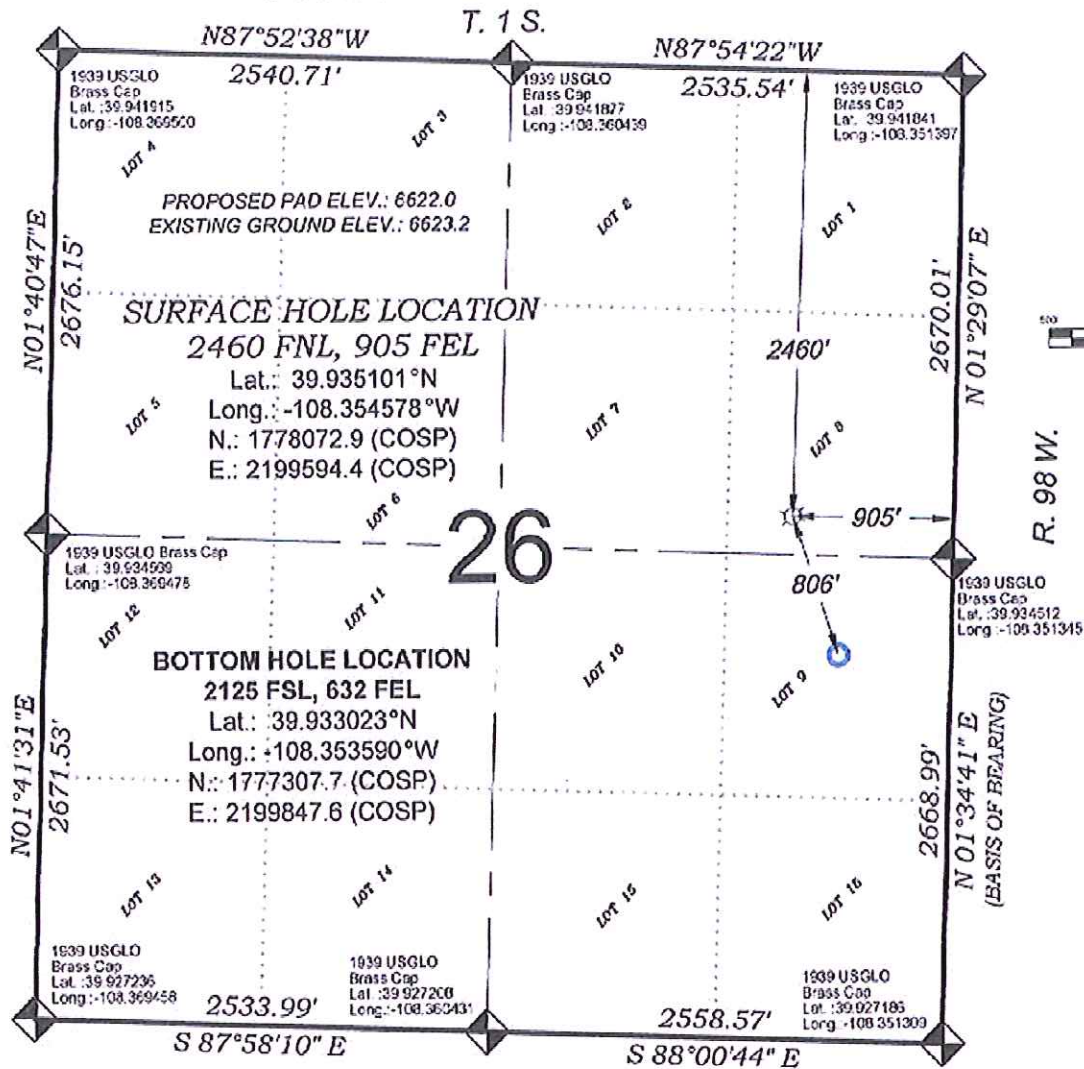 T. 1 S.
N87°52'38"W
N87°54'22"W
2540.71'
2535.54'
1939 USGLO
Brass Cap
Lat. :39.941915
Long :-108.369500
1939 USGLO
Brass Cap
Lat. :39.941877
Long :-108.360439
1939 USGLO
Brass Cap
Lat. :39.941841
Long :-108.351397
LOT 4
LOT 3
LOT 2
LOT 1
PROPOSED PAD ELEV.: 6622.0
EXISTING GROUND ELEV.: 6623.2
N01°40'47"E
2676.15'
2670.01'
N 01°29'07" E
SURFACE HOLE LOCATION
2460 FNL, 905 FEL
Lat.: 39.935101°N
Long.: -108.354578°W
N.: 1778072.9 (COSP)
E.: 2199594.4 (COSP)
2460'
500
R. 98 W.
LOT 5
LOT 6
LOT 7
LOT 8
26
905'
806'
1939 USGLO Brass Cap
Lat. :39.934569
Long :-108.369478
1939 USGLO
Brass Cap
Lat. :39.934512
Long :-108.351345
LOT 12
LOT 11
LOT 10
LOT 9
BOTTOM HOLE LOCATION
2125 FSL, 632 FEL
Lat.: 39.933023°N
Long.: -108.353590°W
N.: 1777307.7 (COSP)
E.: 2199847.6 (COSP)
N01°41'31"E
2671.53'
2668.99'
N 01°34'41" E
(BASIS OF BEARING)
LOT 13
LOT 14
LOT 15
LOT 16
1939 USGLO
Brass Cap
Lat. :39.927236
Long :-108.369458
1939 USGLO
Brass Cap
Lat. :39.927208
Long :-108.360431
1939 USGLO
Brass Cap
Lat. :39.927186
Long :-108.351309
2533.99'
2558.57'
S 87°58'10" E
S 88°00'44" E